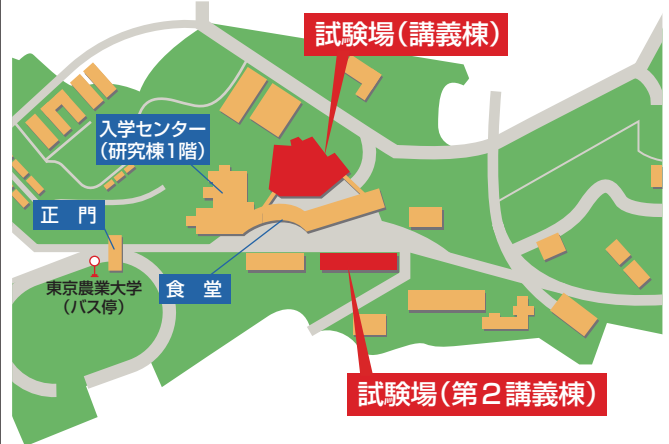 試験場(講義棟)
入学センター
(研究棟1階)
正　門
東京農業大学
(バス停)
食　堂
試験場(第2講義棟)